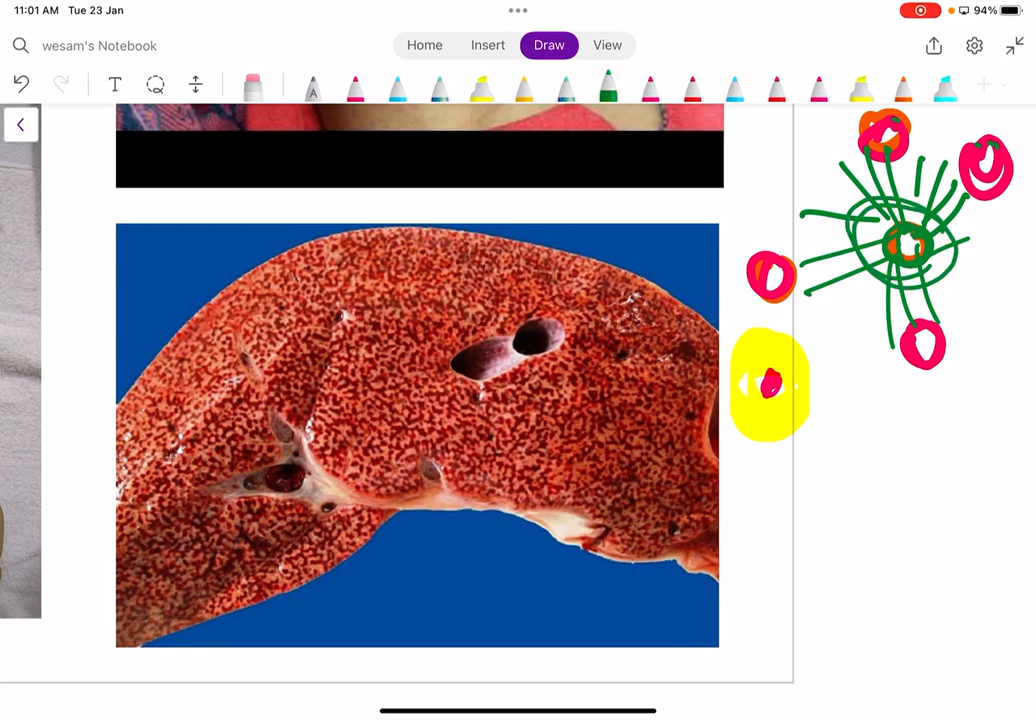 11:01 AM Tue 23 Jan
94%
wesam's Notebook
Home Insert Draw View
T
A